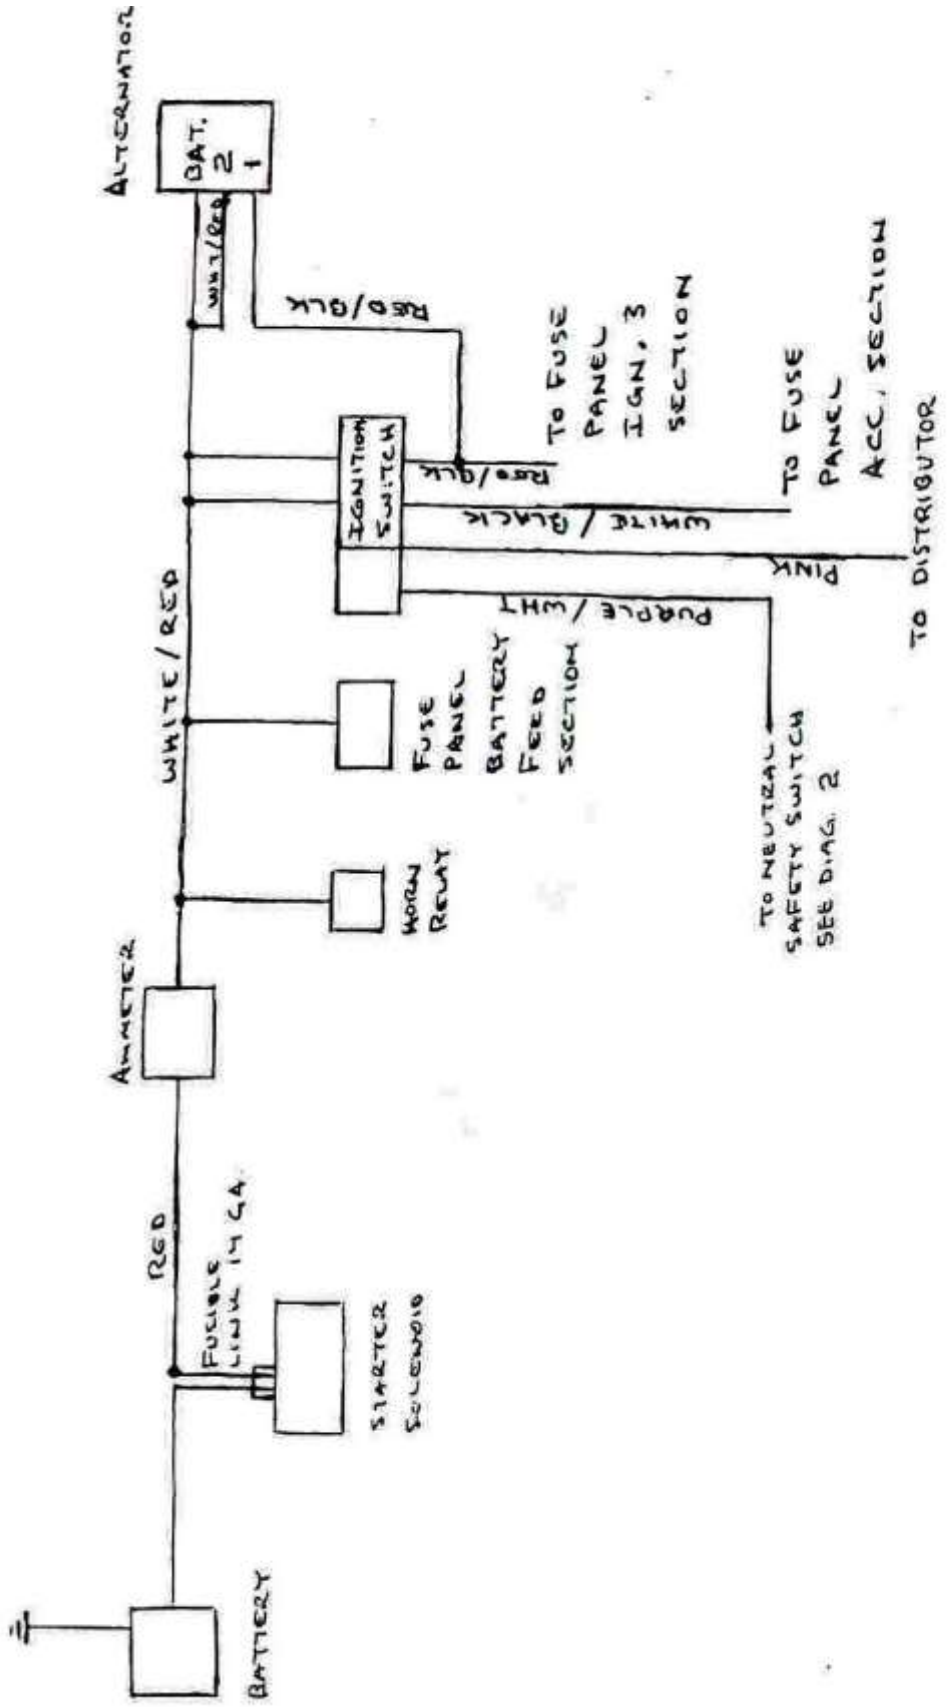 BATTERY
STARTER
SOLENOID
FUSIBLE
LINK 14 GA.
RED
AMMETER
HORN
RELAY
WHITE/RED
FUSE
PANEL
BATTERY
FEED
SECTION
IGNITION
SWITCH
PURPLE/WHT
TO NEUTRAL
SAFETY SWITCH
SEE DIAG. 2
PINK
TO DISTRIBUTOR
WHITE/BLACK
TO FUSE
PANEL
ACC. SECTION
RED/BLK
TO FUSE
PANEL
IGN. 3
SECTION
RED/BLK
WHT/RED
ALTERNATOR
BAT.
2
1